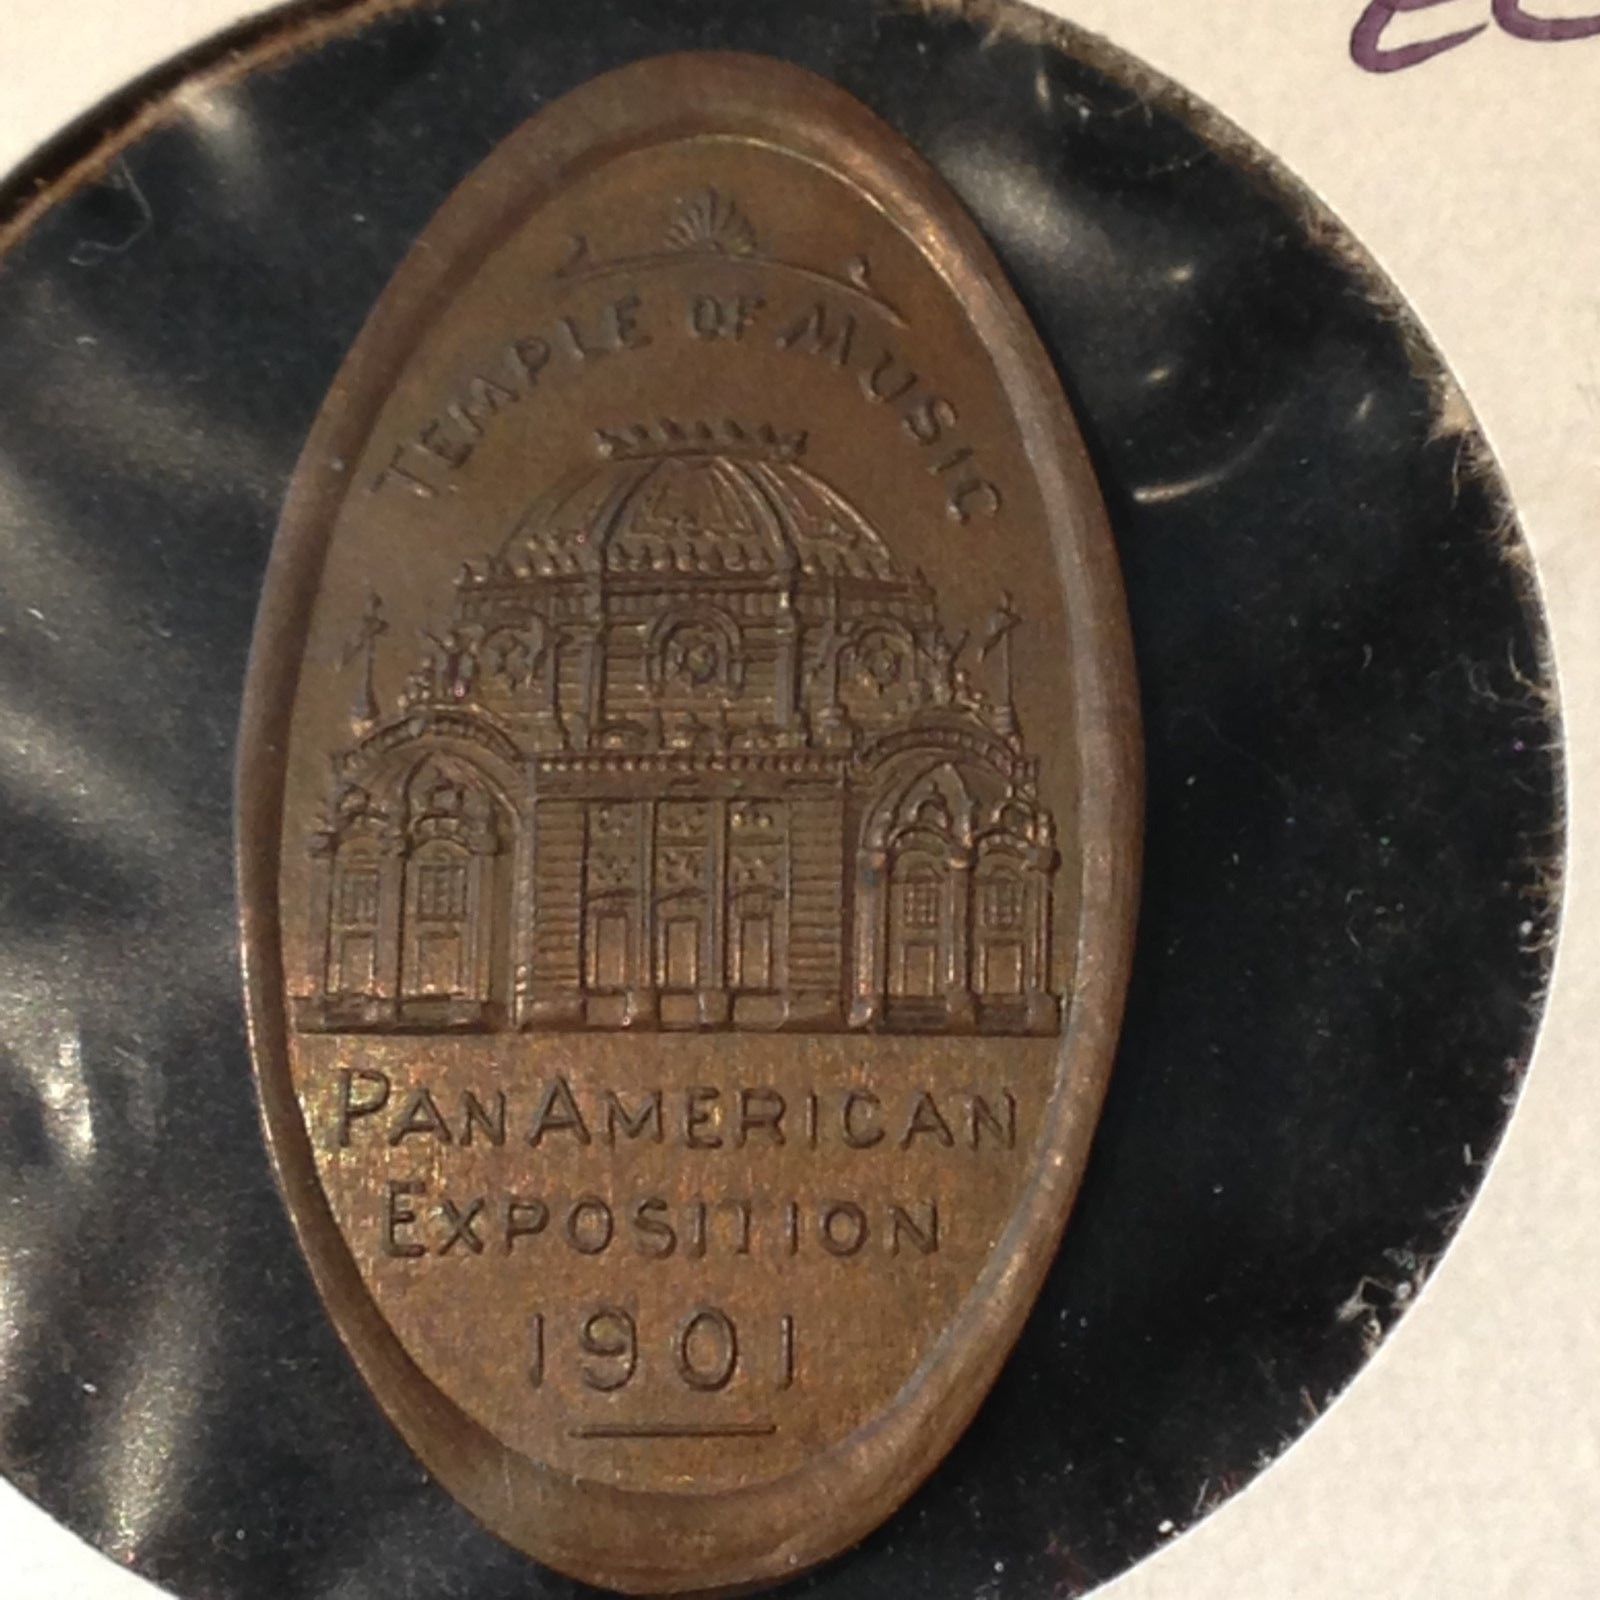 TEMPLE OF MUSIC
PAN AMERICAN
EXPOSITION
1901